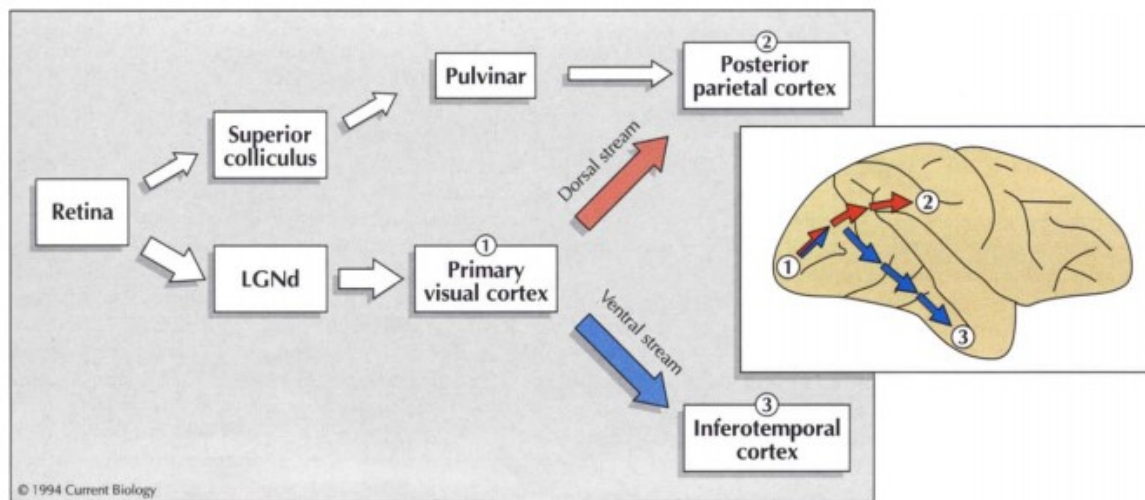 ②
Posterior
parietal cortex
Pulvinar
Superior
colliculus
Dorsal stream
Retina
LGNd
①
Primary
visual cortex
Ventral stream
③
Inferotemporal
cortex
①
②
③
© 1994 Current Biology